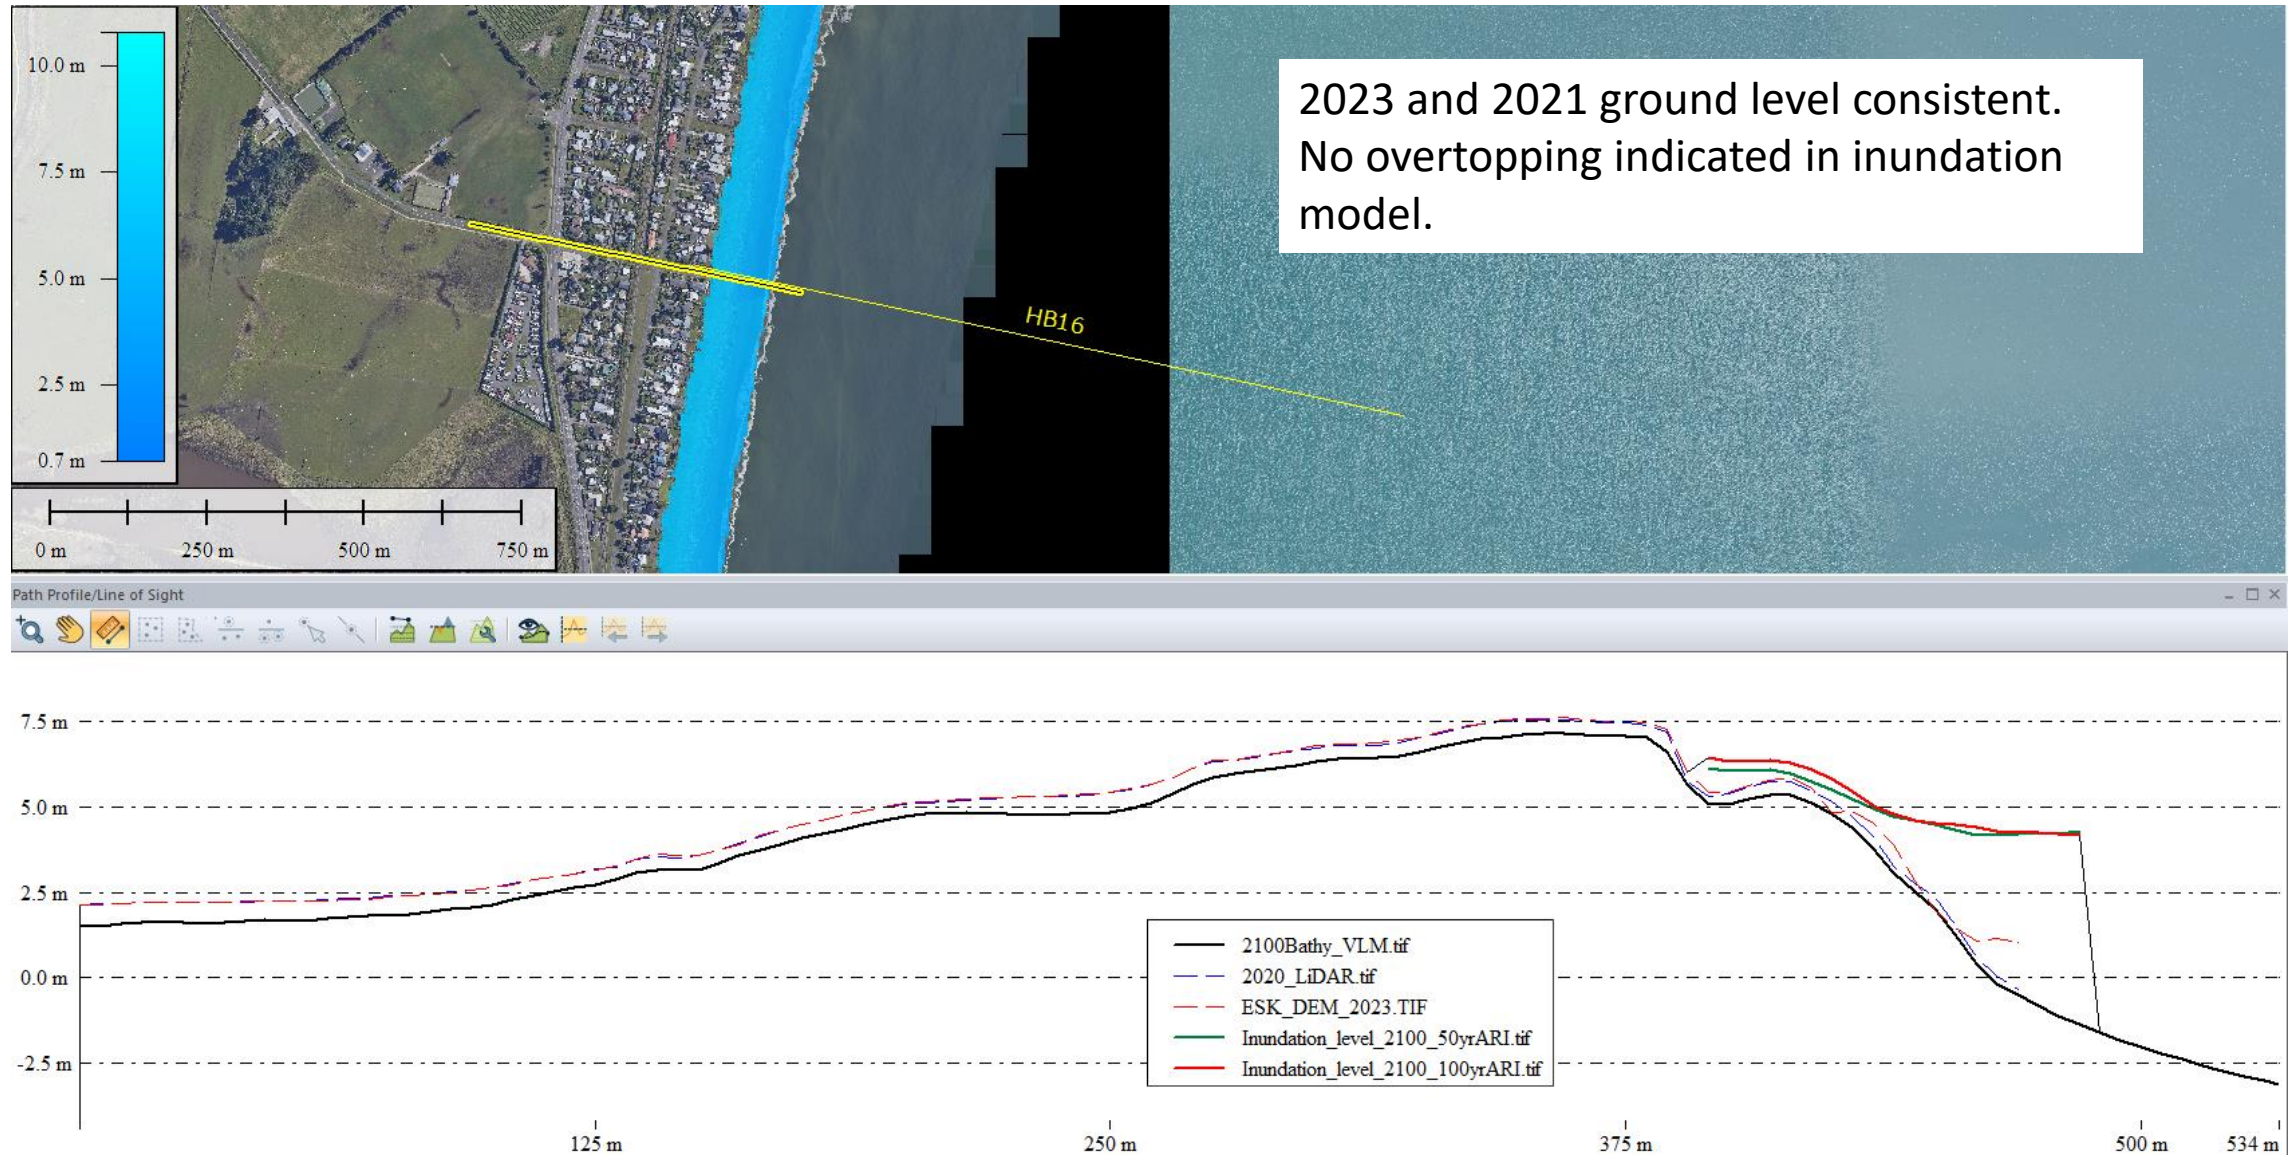 10.0 m
7.5 m
5.0 m
2.5 m
0.7 m
0 m 250 m 500 m 750 m
2023 and 2021 ground level consistent.
No overtopping indicated in inundation
model.
HB16
Path Profile/Line of Sight
7.5 m
5.0 m
2.5 m
0.0 m
-2.5 m
2100Bathy_VLM.tif
2020_LiDAR.tif
ESK_DEM_2023.TIF
Inundation_level_2100_50yrARI.tif
Inundation_level_2100_100yrARI.tif
125 m 250 m 375 m 500 m 534 m